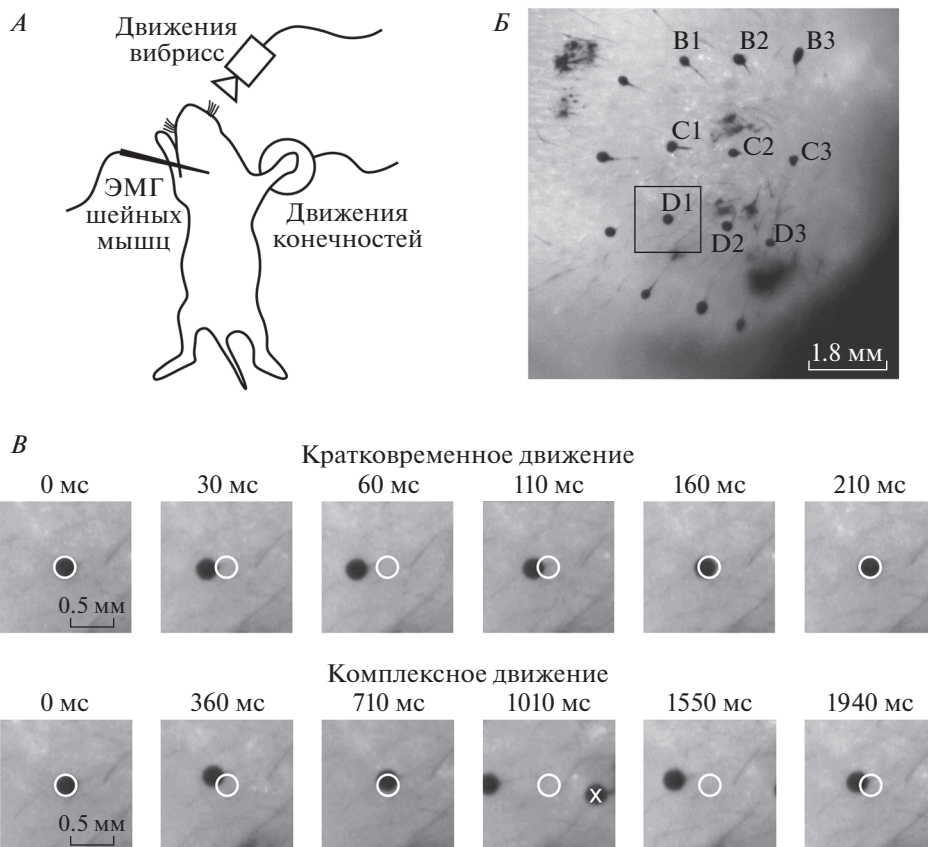 А
Движения
вибрисс
ЭМГ
шейных
мышц
Движения
конечностей
Б
B1 B2 B3
C1 C2 C3
D1 D2 D3
1.8 мм
В
Кратковременное движение
0 мс 30 мс 60 мс 110 мс 160 мс 210 мс
0.5 мм
Комплексное движение
0 мс 360 мс 710 мс 1010 мс 1550 мс 1940 мс
x
0.5 мм